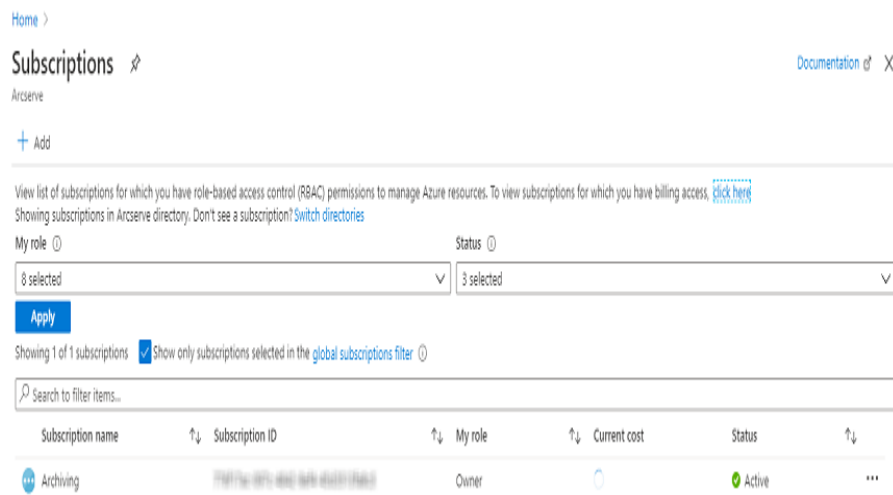 Home >
Subscriptions
Documentation
Arcserve
+ Add
View list of subscriptions for which you have role-based access control (RBAC) permissions to manage Azure resources. To view subscriptions for which you have billing access, click here
Showing subscriptions in Arcserve directory. Don't see a subscription? Switch directories
My role Status
8 selected 3 selected
Apply
Showing 1 of 1 subscriptions Show only subscriptions selected in the global subscriptions filter
Search to filter items...
Subscription name Subscription ID My role Current cost Status
Archiving Owner Active ...